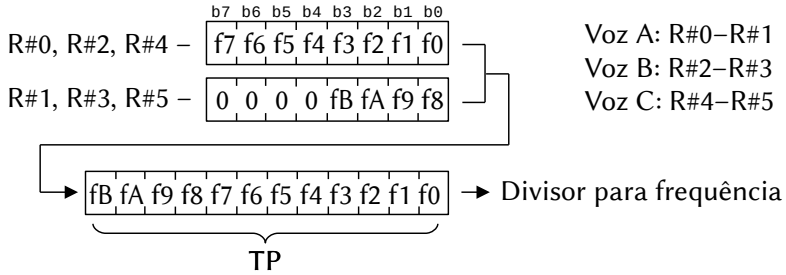 b7 b6 b5 b4 b3 b2 b1 b0
R#0, R#2, R#4 – f7 f6 f5 f4 f3 f2 f1 f0
R#1, R#3, R#5 – 0 0 0 0 fB fA f9 f8
Voz A: R#0–R#1
Voz B: R#2–R#3
Voz C: R#4–R#5
fB fA f9 f8 f7 f6 f5 f4 f3 f2 f1 f0 Divisor para frequência
TP